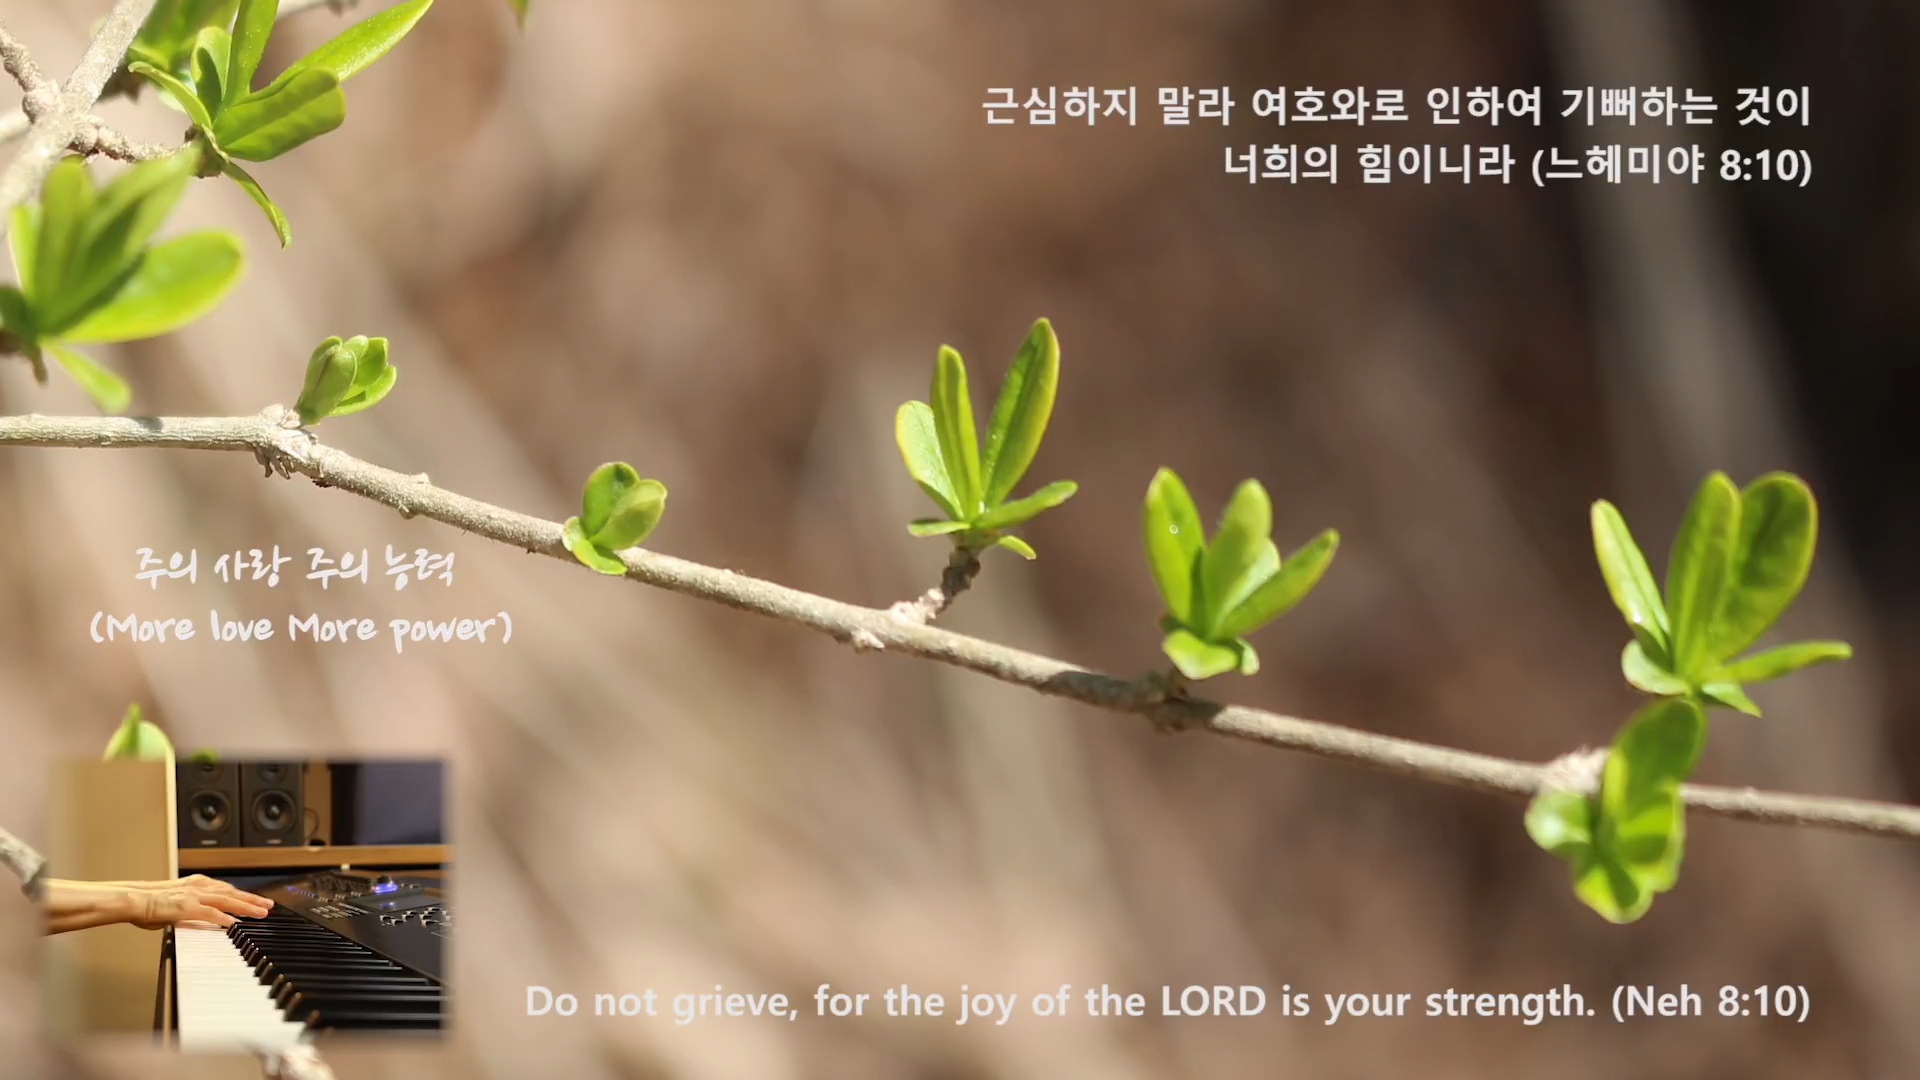 근심하지 말라 여호와로 인하여 기뻐하는 것이
너희의 힘이니라 (느헤미야 8:10)
주의 사랑 주의 능력
(More love More power)
Do not grieve, for the joy of the LORD is your strength. (Neh 8:10)